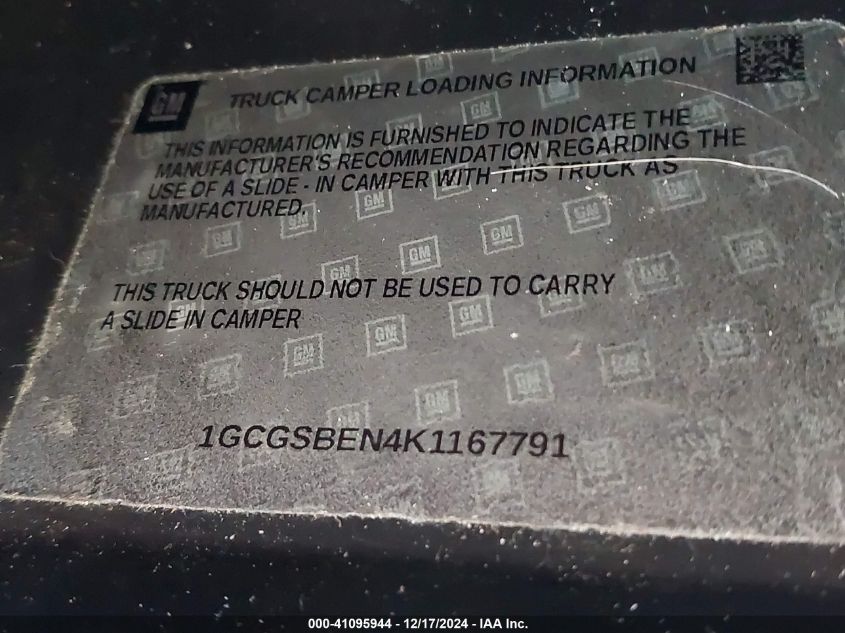 GM
TRUCK CAMPER LOADING INFORMATION
THIS INFORMATION IS FURNISHED TO INDICATE THE
MANUFACTURER'S RECOMMENDATION REGARDING THE
USE OF A SLIDE - IN CAMPER WITH THIS TRUCK AS
MANUFACTURED.
THIS TRUCK SHOULD NOT BE USED TO CARRY
A SLIDE IN CAMPER
1GCGSBEN4K1167791
000-41095944 / 12/17/2024 - IAA Inc.